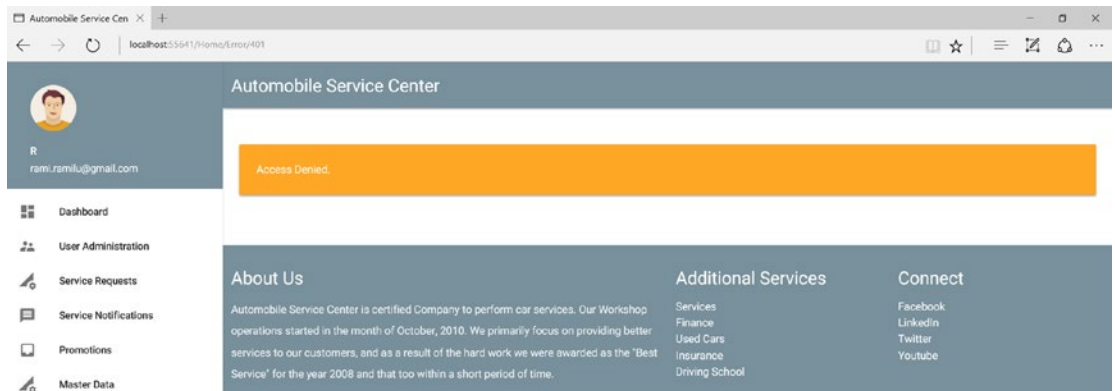 Automobile Service Cen
localhost:55641/Home/Error/401
Automobile Service Center
R
rami.ramilu@gmail.com
Access Denied.
Dashboard
User Administration
Service Requests
Service Notifications
Promotions
Master Data
About Us
Automobile Service Center is certified Company to perform car services. Our Workshop
operations started in the month of October, 2010. We primarily focus on providing better
services to our customers, and as a result of the hard work we were awarded as the "Best
Service" for the year 2008 and that too within a short period of time.
Additional Services
Services
Finance
Used Cars
Insurance
Driving School
Connect
Facebook
LinkedIn
Twitter
Youtube